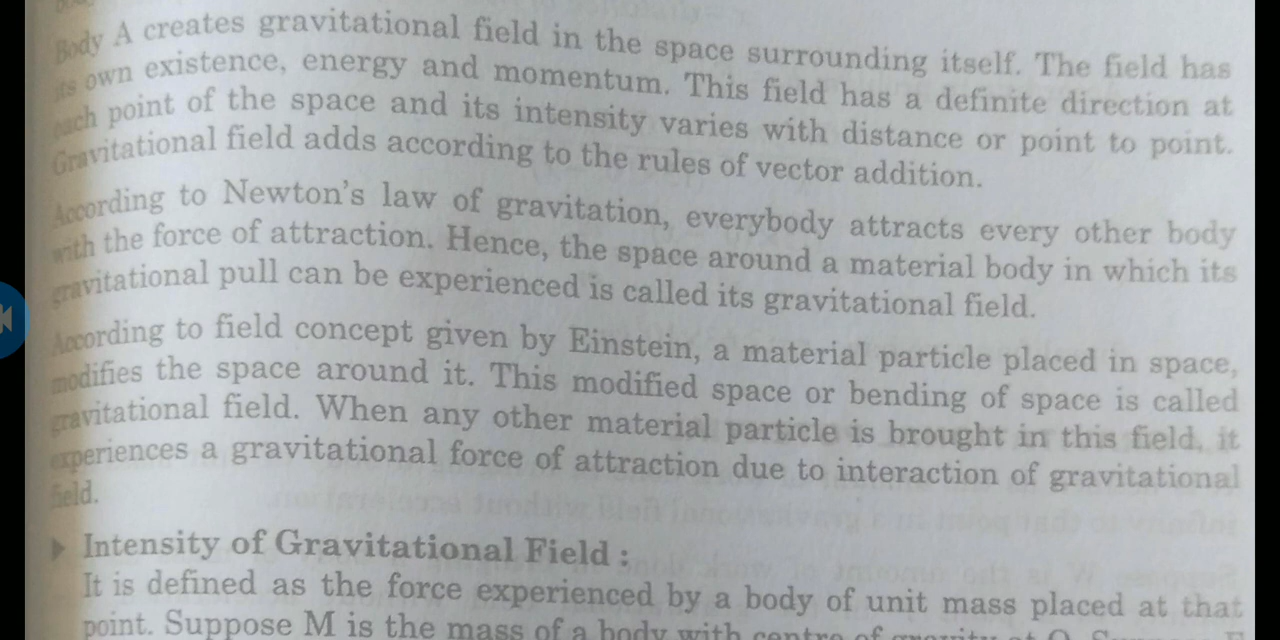 Body A creates gravitational field in the space surrounding itself. The field has
its own existence, energy and momentum. This field has a definite direction at
each point of the space and its intensity varies with distance or point to point.
Gravitational field adds according to the rules of vector addition.
According to Newton's law of gravitation, everybody attracts every other body
with the force of attraction. Hence, the space around a material body in which its
gravitational pull can be experienced is called its gravitational field.
According to field concept given by Einstein, a material particle placed in space,
modifies the space around it. This modified space or bending of space is called
gravitational field. When any other material particle is brought in this field, it
experiences a gravitational force of attraction due to interaction of gravitational
field.
Intensity of Gravitational Field :
It is defined as the force experienced by a body of unit mass placed at that
point. Suppose M is the mass of a body with centre of gravity at O.